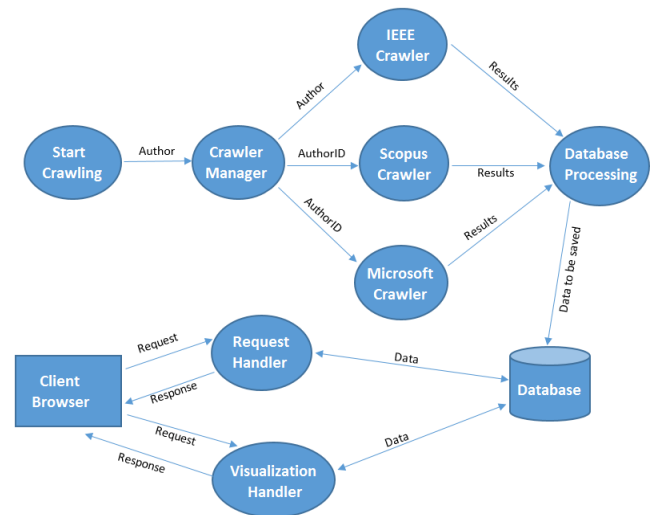 IEEE
Crawler
Author
Results
Start
Crawling
Author
Crawler
Manager
AuthorID
Scopus
Crawler
Results
Database
Processing
AuthorID
Microsoft
Crawler
Results
Data to be saved
Client
Browser
Request
Response
Request
Handler
Data
Database
Request
Response
Visualization
Handler
Data